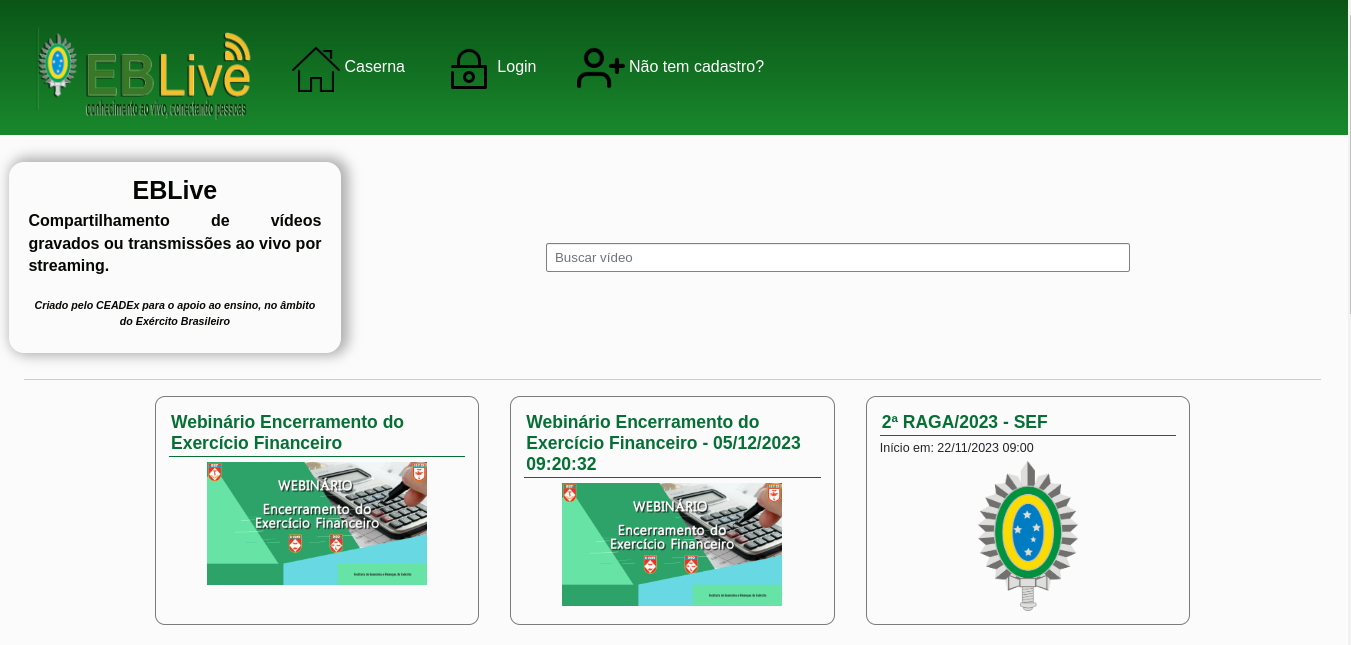 EBLive
conhecimento ao vivo, conectando pessoas
Caserna
Login
Não tem cadastro?
EBLive
Compartilhamento de vídeos
gravados ou transmissões ao vivo por
streaming.
Criado pelo CEADEx para o apoio ao ensino, no âmbito
do Exército Brasileiro
Buscar vídeo
Webinário Encerramento do
Exercício Financeiro
WEBINÁRIO
Encerramento do
Exercício Financeiro
Webinário Encerramento do
Exercício Financeiro - 05/12/2023
09:20:32
WEBINÁRIO
Encerramento do
Exercício Financeiro
2ª RAGA/2023 - SEF
Início em: 22/11/2023 09:00